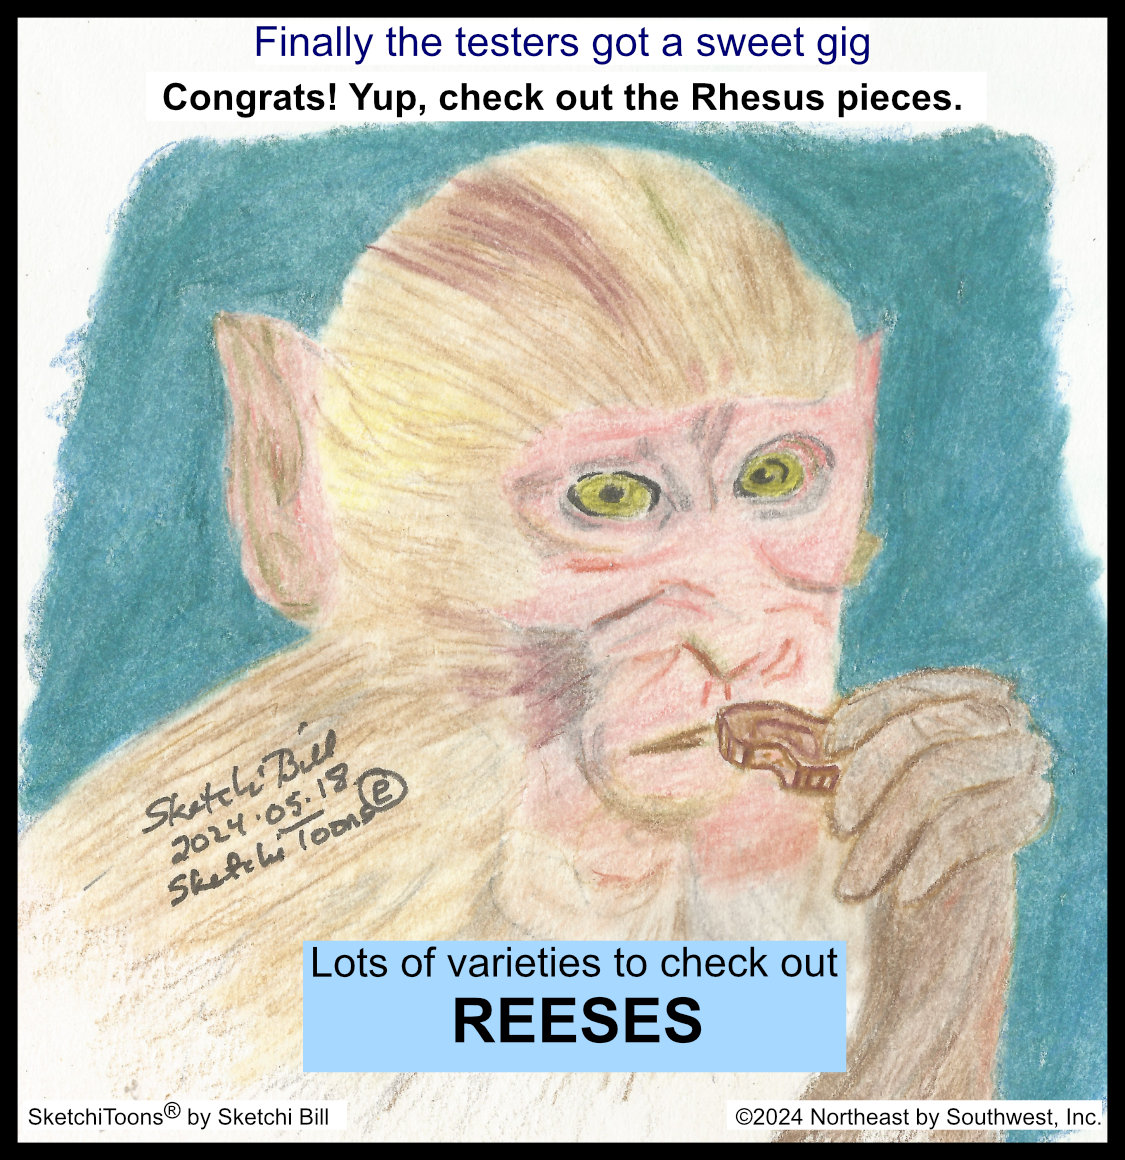 Finally the testers got a sweet gig
Congrats! Yup, check out the Rhesus pieces.
Sketchi Bill
2024.05.18
SketchiToons®
Lots of varieties to check out
REESES
SketchiToons® by Sketchi Bill
©2024 Northeast by Southwest, Inc.